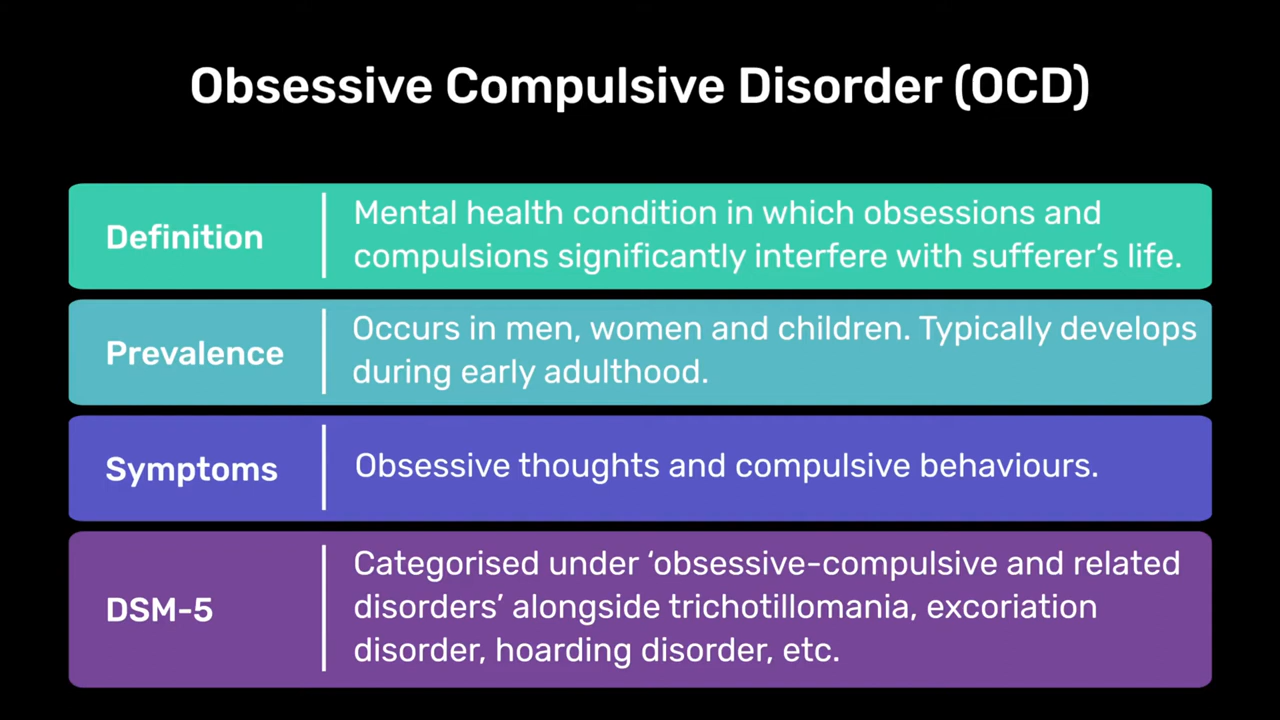 Obsessive Compulsive Disorder (OCD)
Definition
Mental health condition in which obsessions and
compulsions significantly interfere with sufferer’s life.
Prevalence
Occurs in men, women and children. Typically develops
during early adulthood.
Symptoms
Obsessive thoughts and compulsive behaviours.
DSM-5
Categorised under ‘obsessive-compulsive and related
disorders’ alongside trichotillomania, excoriation
disorder, hoarding disorder, etc.